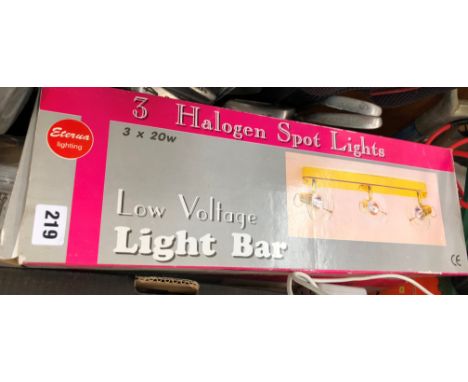 3 Halogen Spot Lights
Eterna
lighting
3 x 20w
Low Voltage
Light Bar
219
CE